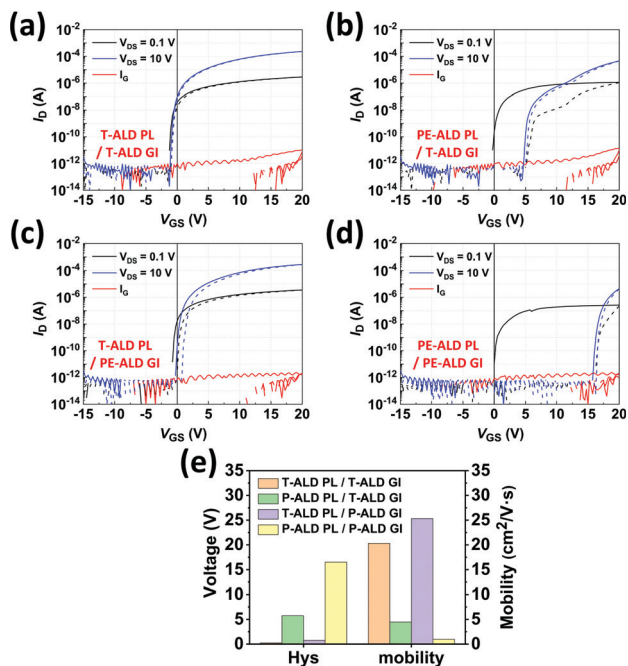 (a)
10⁻² 10⁻⁴ 10⁻⁶ 10⁻⁸ 10⁻¹⁰ 10⁻¹² 10⁻¹⁴
I_D (A)
V_DS = 0.1 V
V_DS = 10 V
I_G
T-ALD PL
/ T-ALD GI
-15 -10 -5 0 5 10 15 20
V_GS (V)
(b)
10⁻² 10⁻⁴ 10⁻⁶ 10⁻⁸ 10⁻¹⁰ 10⁻¹² 10⁻¹⁴
I_D (A)
V_DS = 0.1 V
V_DS = 10 V
I_G
PE-ALD PL
/ T-ALD GI
-15 -10 -5 0 5 10 15 20
V_GS (V)
(c)
10⁻² 10⁻⁴ 10⁻⁶ 10⁻⁸ 10⁻¹⁰ 10⁻¹² 10⁻¹⁴
I_D (A)
V_DS = 0.1 V
V_DS = 10 V
I_G
T-ALD PL
/ PE-ALD GI
-15 -10 -5 0 5 10 15 20
V_GS (V)
(d)
10⁻² 10⁻⁴ 10⁻⁶ 10⁻⁸ 10⁻¹⁰ 10⁻¹² 10⁻¹⁴
I_D (A)
V_DS = 0.1 V
V_DS = 10 V
I_G
PE-ALD PL
/ PE-ALD GI
-15 -10 -5 0 5 10 15 20
V_GS (V)
(e)
35 30 25 20 15 10 5 0
Voltage (V)
T-ALD PL / T-ALD GI
P-ALD PL / T-ALD GI
T-ALD PL / P-ALD GI
P-ALD PL / P-ALD GI
35 30 25 20 15 10 5 0
Mobility (cm²/V·s)
Hys mobility